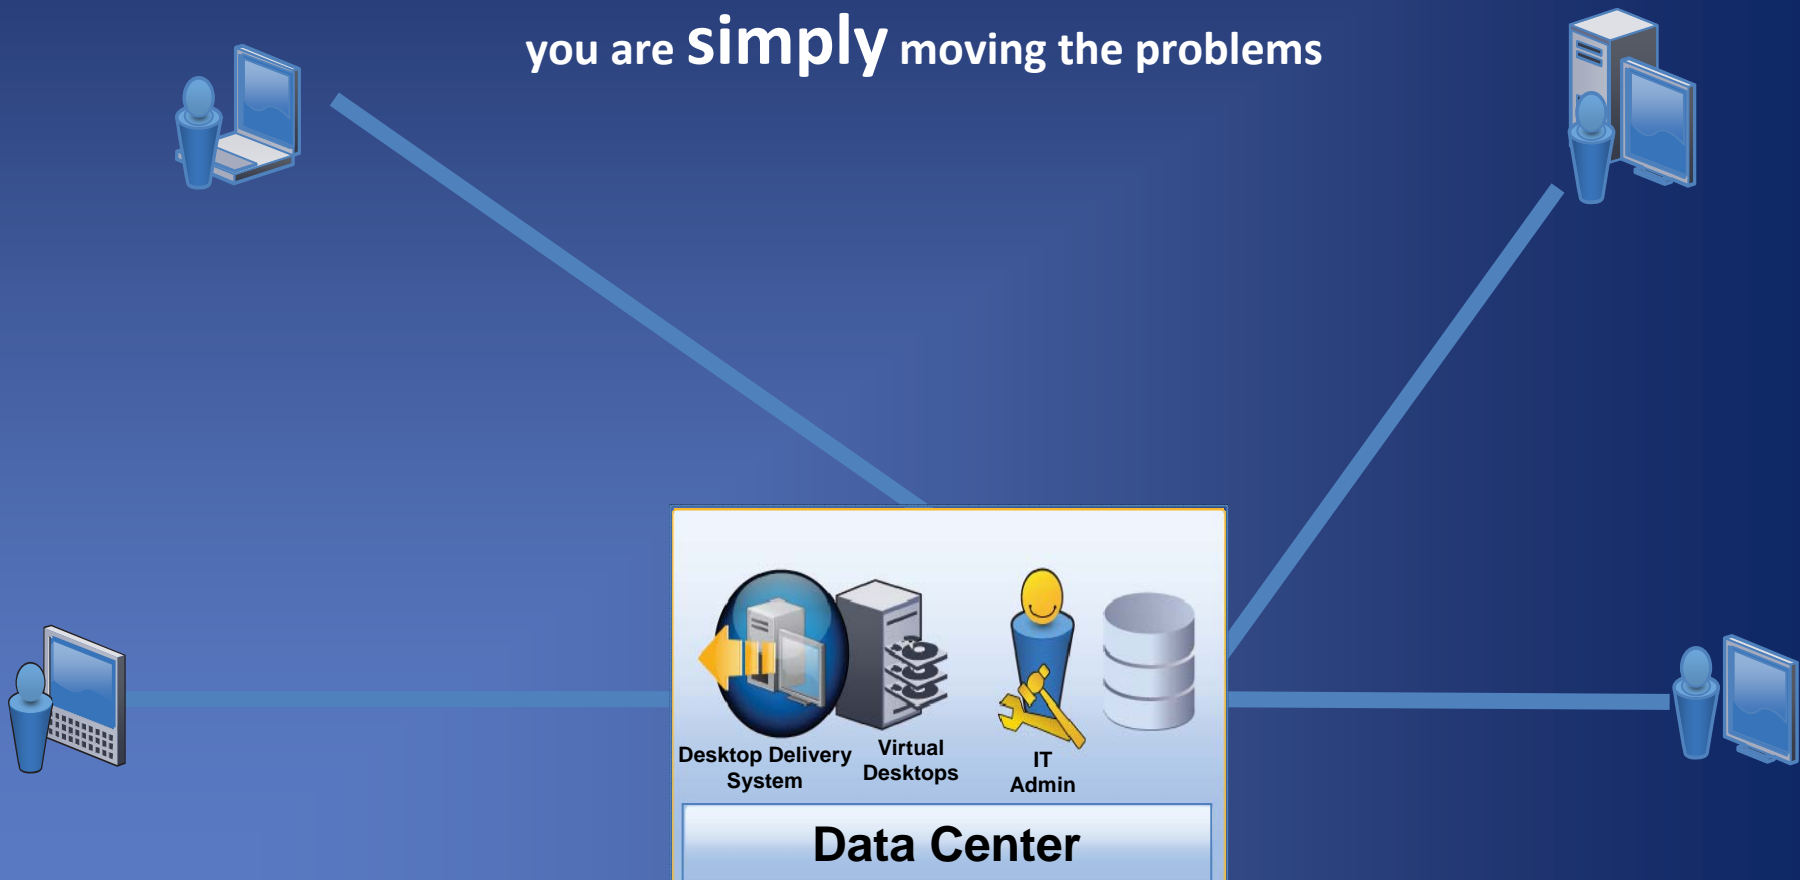 you are simply moving the problems
Desktop Delivery
System
Virtual
Desktops
IT
Admin
Data Center